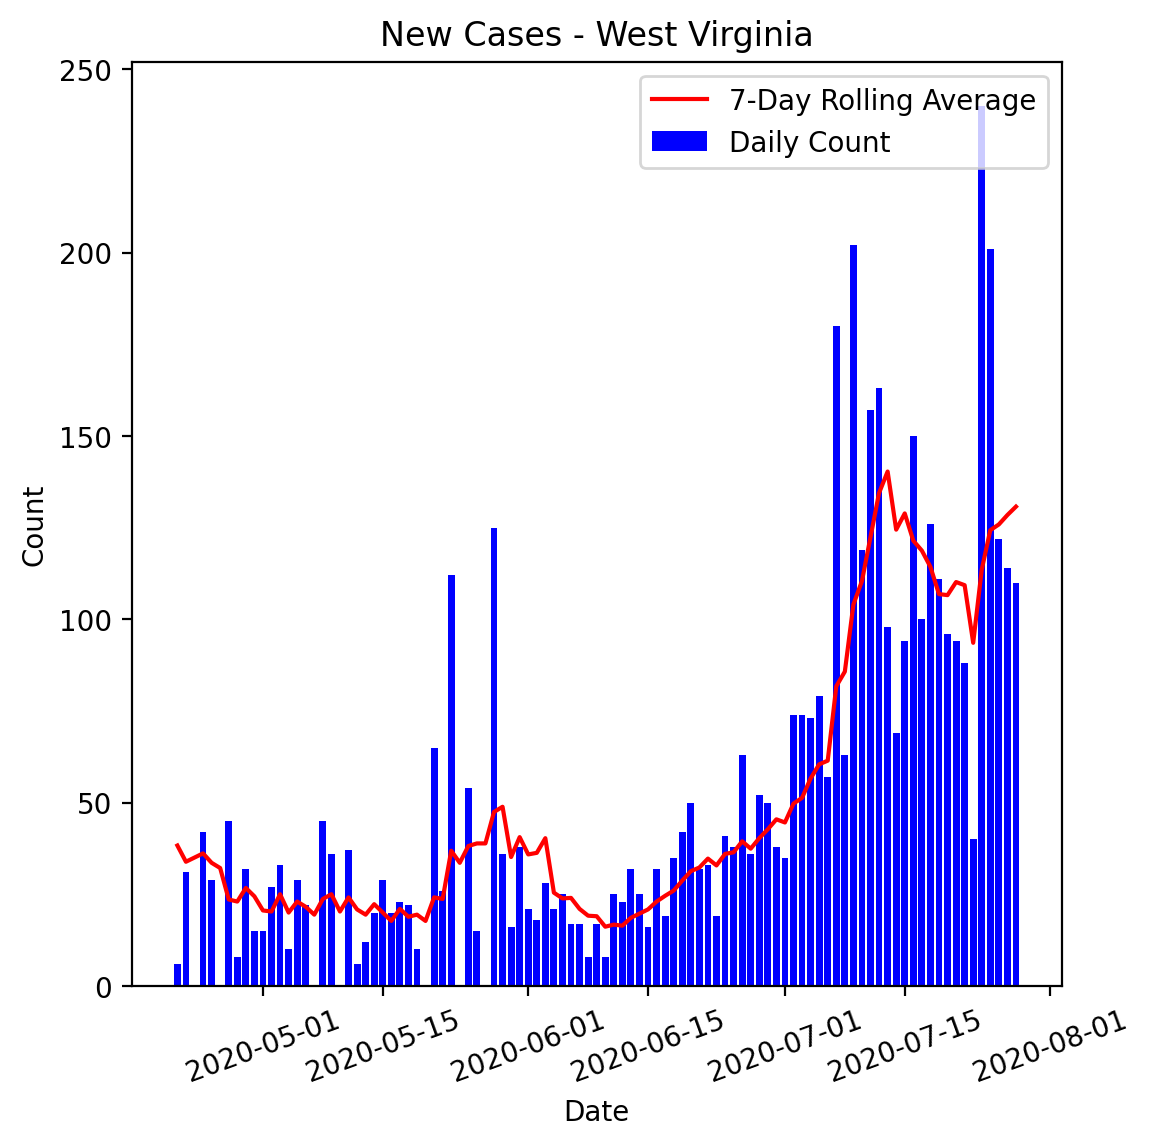 New Cases - West Virginia
7-Day Rolling Average
Daily Count
250
200
150
100
50
0
Count
2020-05-01
2020-05-15
2020-06-01
2020-06-15
2020-07-01
2020-07-15
2020-08-01
Date